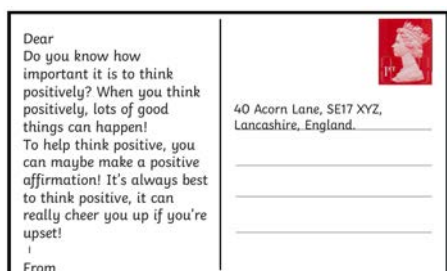 Dear
Do you know how
important it is to think
positively? When you think
positively, lots of good
things can happen!
To help think positive, you
can maybe make a positive
affirmation! It's always best
to think positive, it can
really cheer you up if you're
upset!
From
1ST
40 Acorn Lane, SE17 XYZ,
Lancashire, England.